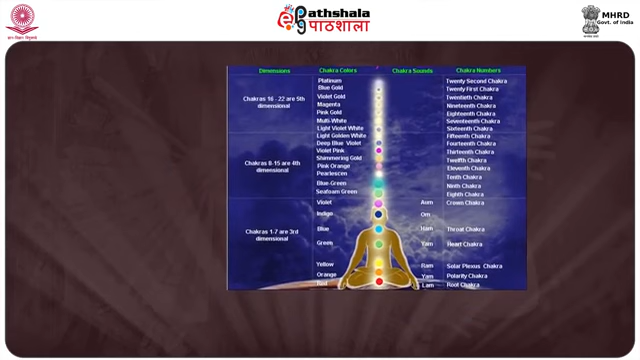 Pathshala
पाठशाला
MHRD
Govt. of India
Dimensions Chakra Colors Chakra Sounds Chakra Numbers
Platinum Twenty Second Chakra
Blue Gold Twenty First Chakra
Violet Gold Twentieth Chakra
Chakras 16 - 22 are 5th
dimensional
Magenta Nineteenth Chakra
Pink Gold Eighteenth Chakra
Multi-White Seventeenth Chakra
Light Violet White Sixteenth Chakra
Light Golden White Fifteenth Chakra
Deep Blue Violet Fourteenth Chakra
Violet Pink Thirteenth Chakra
Chakras 8-15 are 4th
dimensional
Shimmering Gold Twelfth Chakra
Pink Orange Eleventh Chakra
Pearlescen Tenth Chakra
Blue-Green Ninth Chakra
Seafoam Green Eighth Chakra
Violet Aum Crown Chakra
Indigo Om
Chakras 1-7 are 3rd
dimensional
Blue Ham Throat Chakra
Green Yam Heart Chakra
Yellow Ram Solar Plexus Chakra
Orange Yam Polarity Chakra
Red Lam Root Chakra